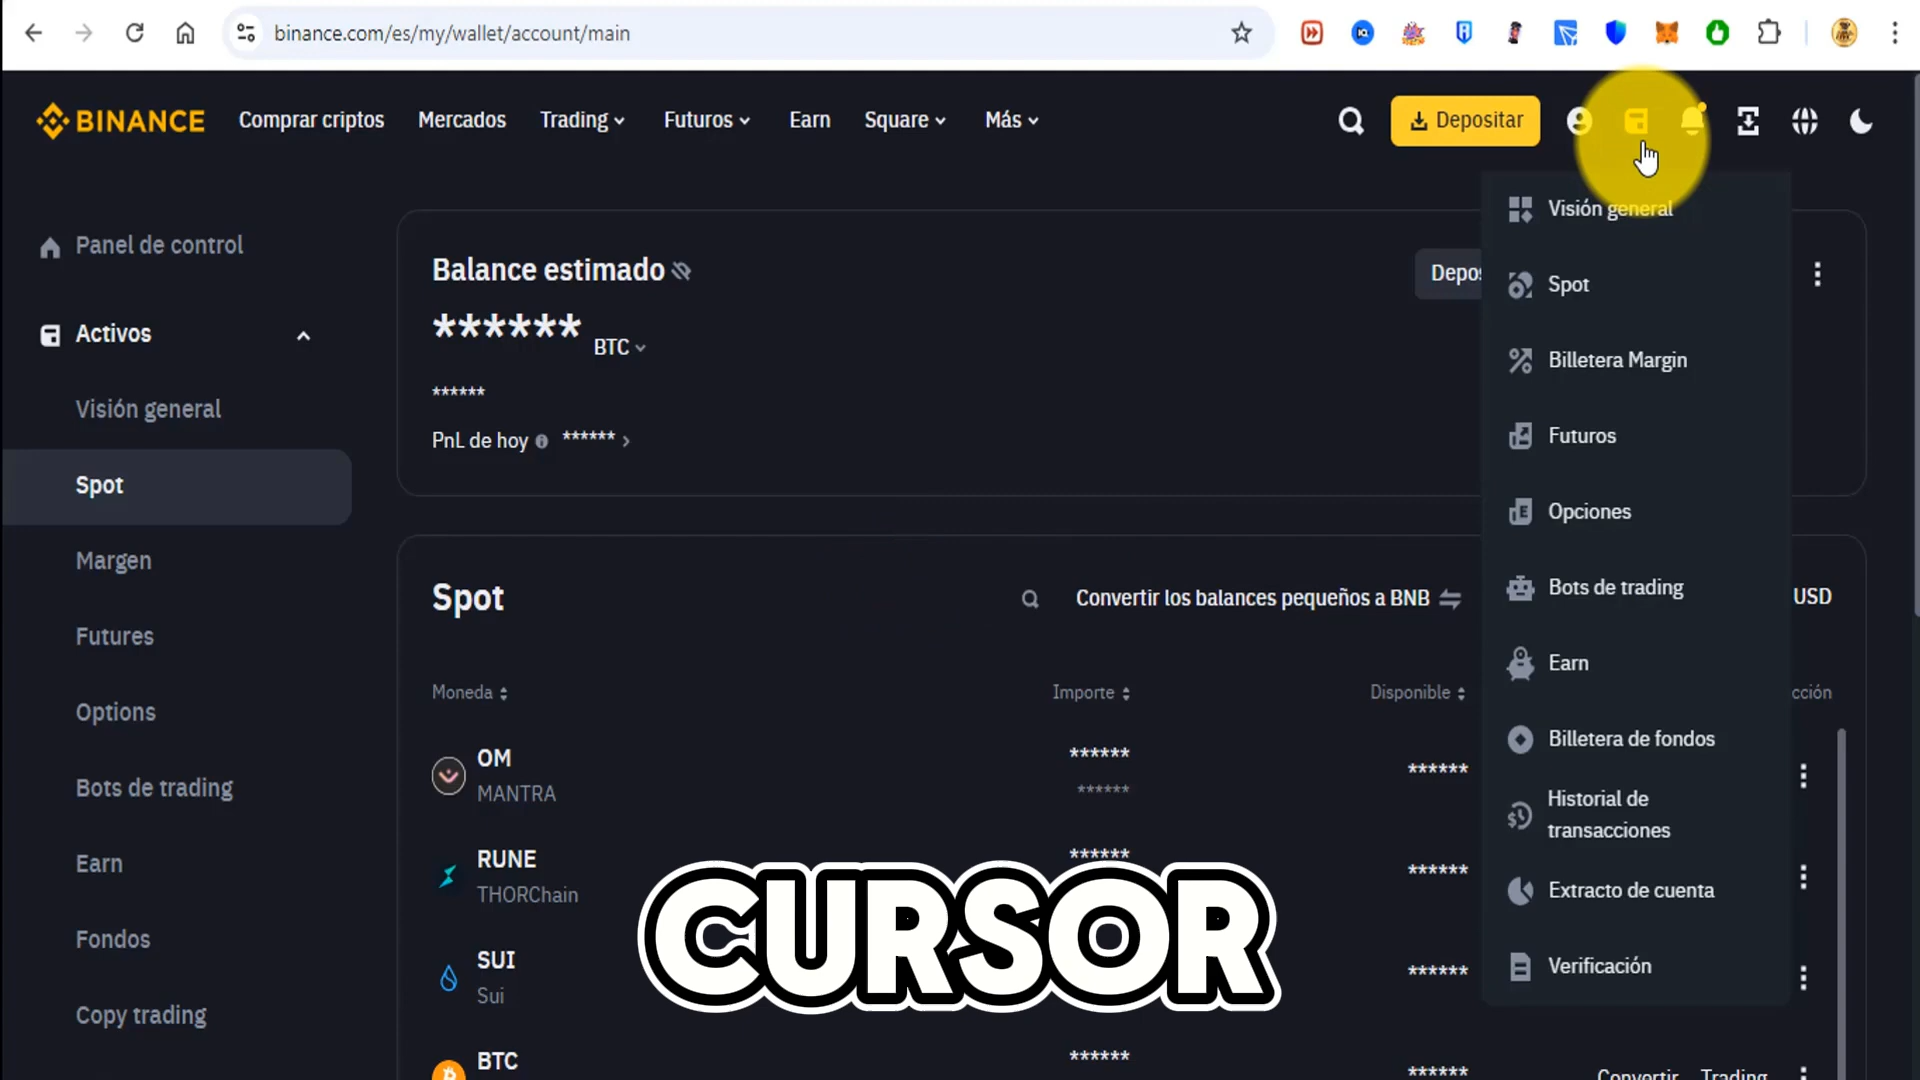 binance.com/es/my/wallet/account/main
BINANCE Comprar criptos Mercados Trading Futuros Earn Square Más Depositar
Panel de control
Activos
Visión general
Spot
Margen
Futures
Options
Bots de trading
Earn
Fondos
Copy trading
Balance estimado
****** BTC
******
PnL de hoy ******
Depos
Spot
Convertir los balances pequeños a BNB
USD
Moneda Importe Disponible cción
OM ******
MANTRA ****** ******
RUNE ******
THORChain ******
SUI
Sui ******
BTC ******
****** Convertir Trading
Visión general
Spot
Billetera Margin
Futuros
Opciones
Bots de trading
Earn
Billetera de fondos
Historial de
transacciones
Extracto de cuenta
Verificación
CURSOR